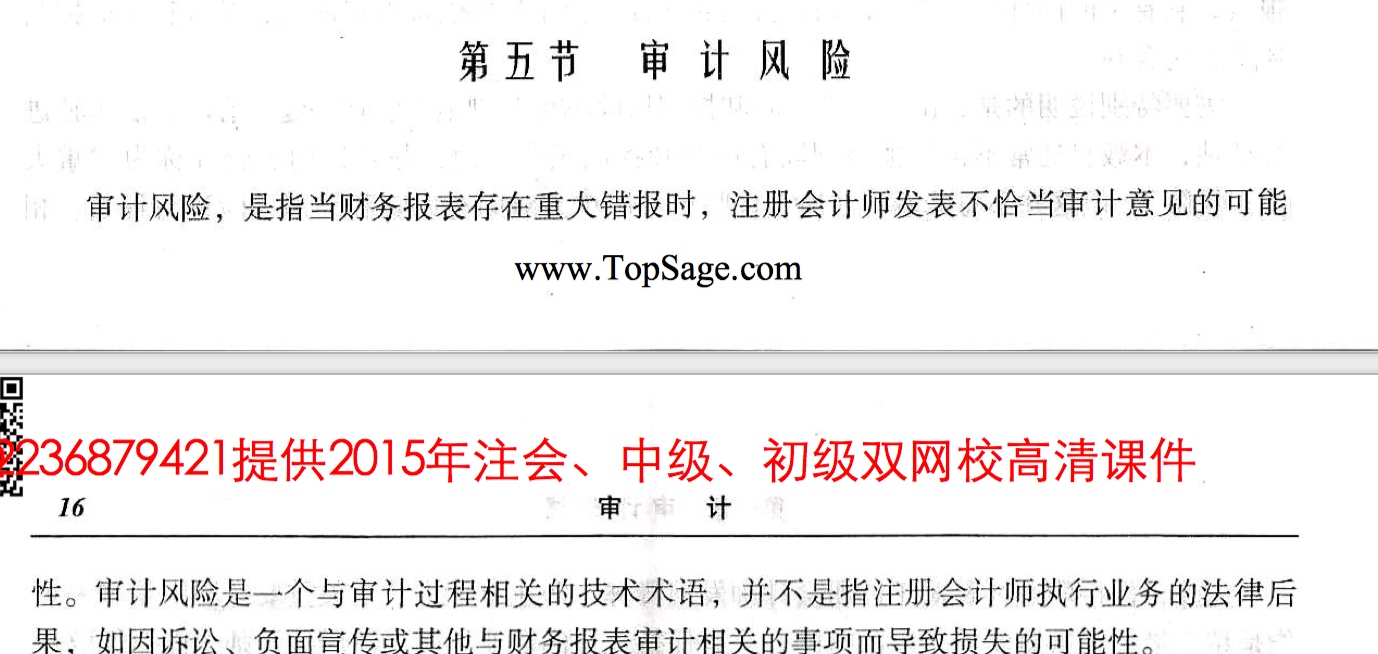 第五节 审计风险
审计风险，是指当财务报表存在重大错报时，注册会计师发表不恰当审计意见的可能
www.TopSage.com
2236879421提供2015年注会、中级、初级双网校高清课件
16 审 计
性。审计风险是一个与审计过程相关的技术术语，并不是指注册会计师执行业务的法律后
果，如因诉讼、负面宣传或其他与财务报表审计相关的事项而导致损失的可能性。